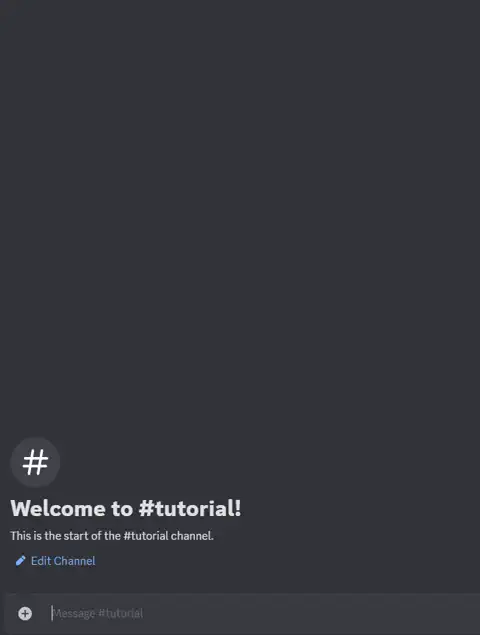 #
Welcome to #tutorial!
This is the start of the #tutorial channel.
Edit Channel
Message #tutorial